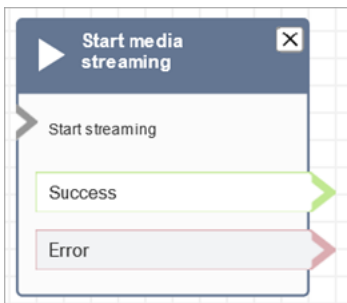 Start media
streaming
Start streaming
Success
Error